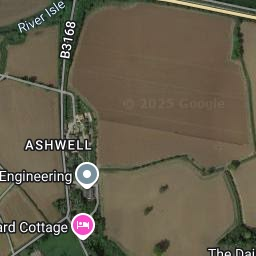 River Isle
B3168
© 2025 Google
ASHWELL
Engineering
ard Cottage
The Dai